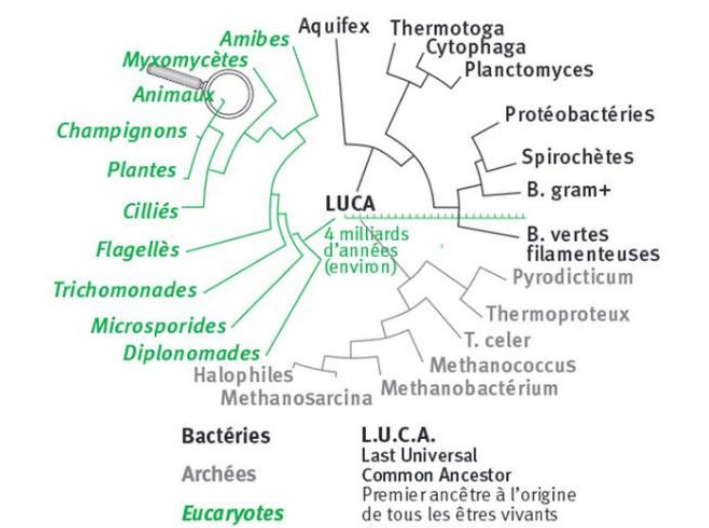 Aquifex
Thermotoga
Cytophaga
Planctomyces
Amibes
Myxomycètes
Animaux
Champignons
Plantes
Cilliés
Flagellès
Trichomonades
Microsporides
Diplonomades
Protéobactéries
Spirochètes
B. gram+
B. vertes
filamenteuses
LUCA
4 milliards
d'années
(environ)
Pyrodicticum
Thermoproteux
T. celer
Methanococcus
Methanobactérium
Halophiles
Methanosarcina
Bactéries
Archées
Eucaryotes
L.U.C.A.
Last Universal
Common Ancestor
Premier ancêtre à l'origine
de tous les êtres vivants